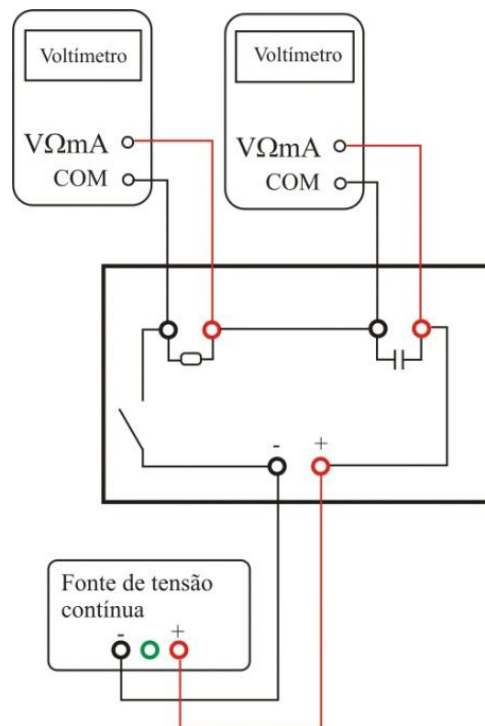 Voltímetro
VΩmA
COM
Voltímetro
VΩmA
COM
- +
Fonte de tensão
contínua
- +